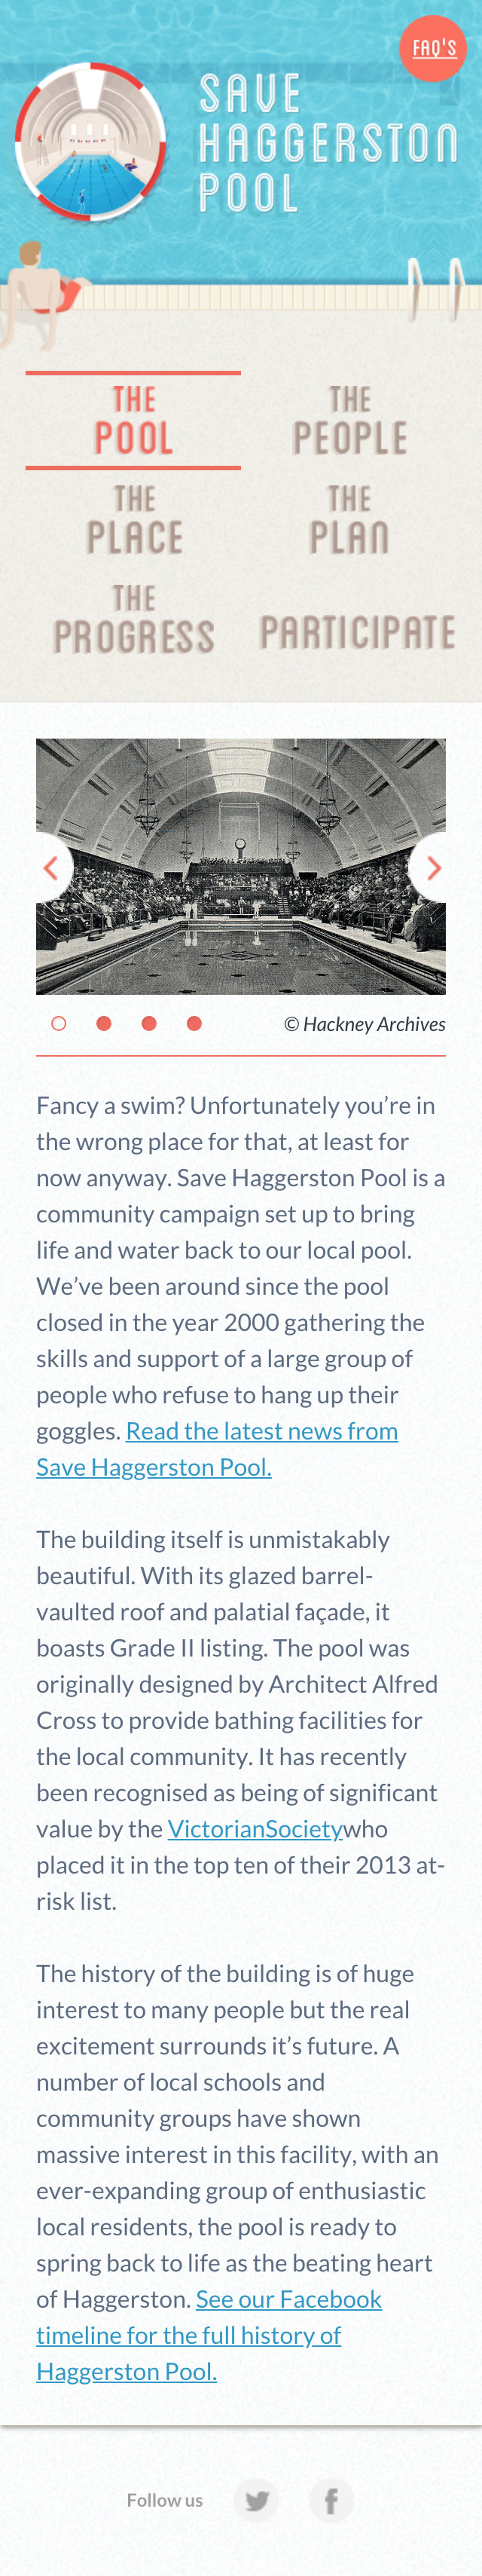 FAQ'S
SAVE
HAGGERSTON
POOL
THE
POOL
THE
PEOPLE
THE
PLACE
THE
PLAN
THE
PROGRESS
PARTICIPATE
© Hackney Archives
Fancy a swim? Unfortunately you’re in
the wrong place for that, at least for
now anyway. Save Haggerston Pool is a
community campaign set up to bring
life and water back to our local pool.
We’ve been around since the pool
closed in the year 2000 gathering the
skills and support of a large group of
people who refuse to hang up their
goggles. Read the latest news from
Save Haggerston Pool.
The building itself is unmistakably
beautiful. With its glazed barrel-
vaulted roof and palatial façade, it
boasts Grade II listing. The pool was
originally designed by Architect Alfred
Cross to provide bathing facilities for
the local community. It has recently
been recognised as being of significant
value by the VictorianSocietywho
placed it in the top ten of their 2013 at-
risk list.
The history of the building is of huge
interest to many people but the real
excitement surrounds it’s future. A
number of local schools and
community groups have shown
massive interest in this facility, with an
ever-expanding group of enthusiastic
local residents, the pool is ready to
spring back to life as the beating heart
of Haggerston. See our Facebook
timeline for the full history of
Haggerston Pool.
Follow us